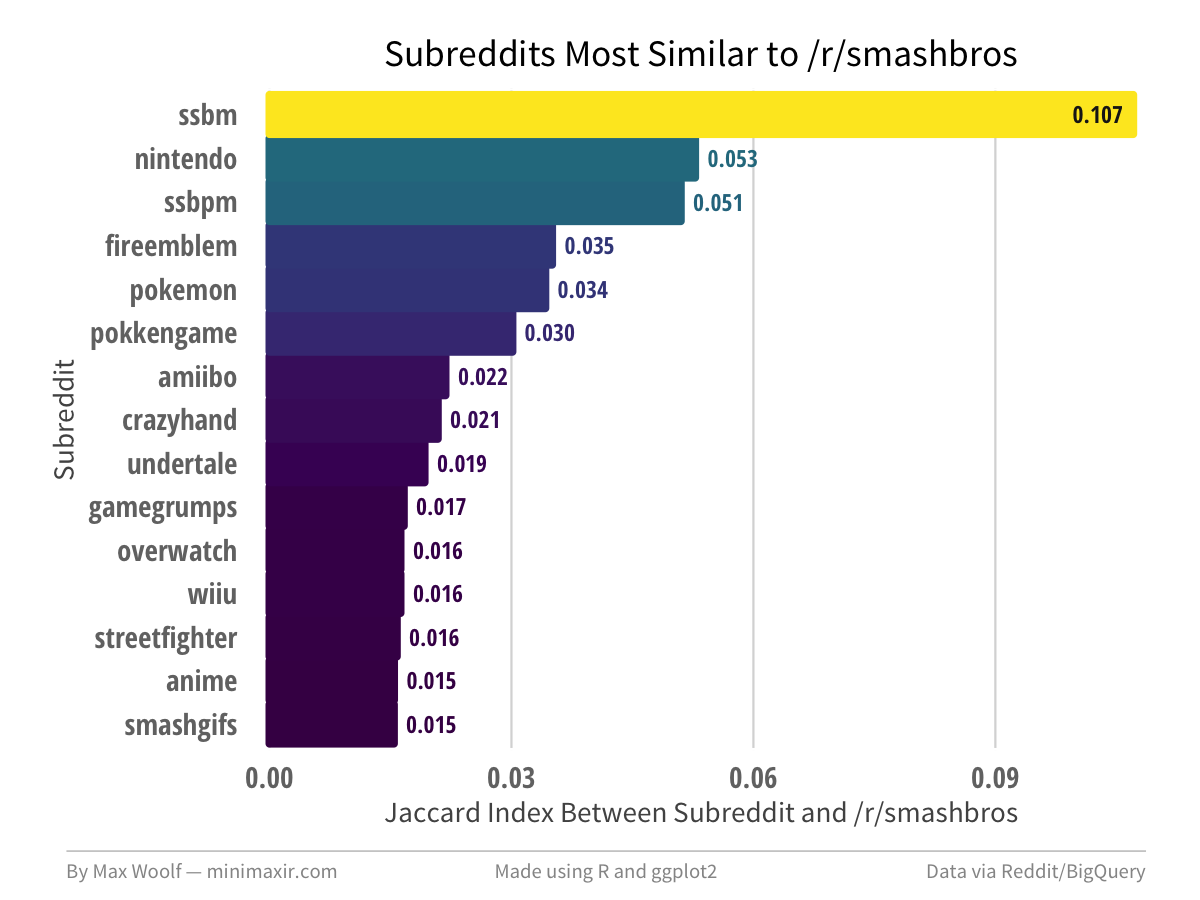 Subreddits Most Similar to /r/smashbros
ssbm 0.107
nintendo 0.053
ssbpm 0.051
fireemblem 0.035
pokemon 0.034
pokkengame 0.030
amiibo 0.022
crazyhand 0.021
undertale 0.019
gamegrumps 0.017
overwatch 0.016
wiiu 0.016
streetfighter 0.016
anime 0.015
smashgifs 0.015
Subreddit
0.00 0.03 0.06 0.09
Jaccard Index Between Subreddit and /r/smashbros
By Max Woolf — minimaxir.com Made using R and ggplot2 Data via Reddit/BigQuery